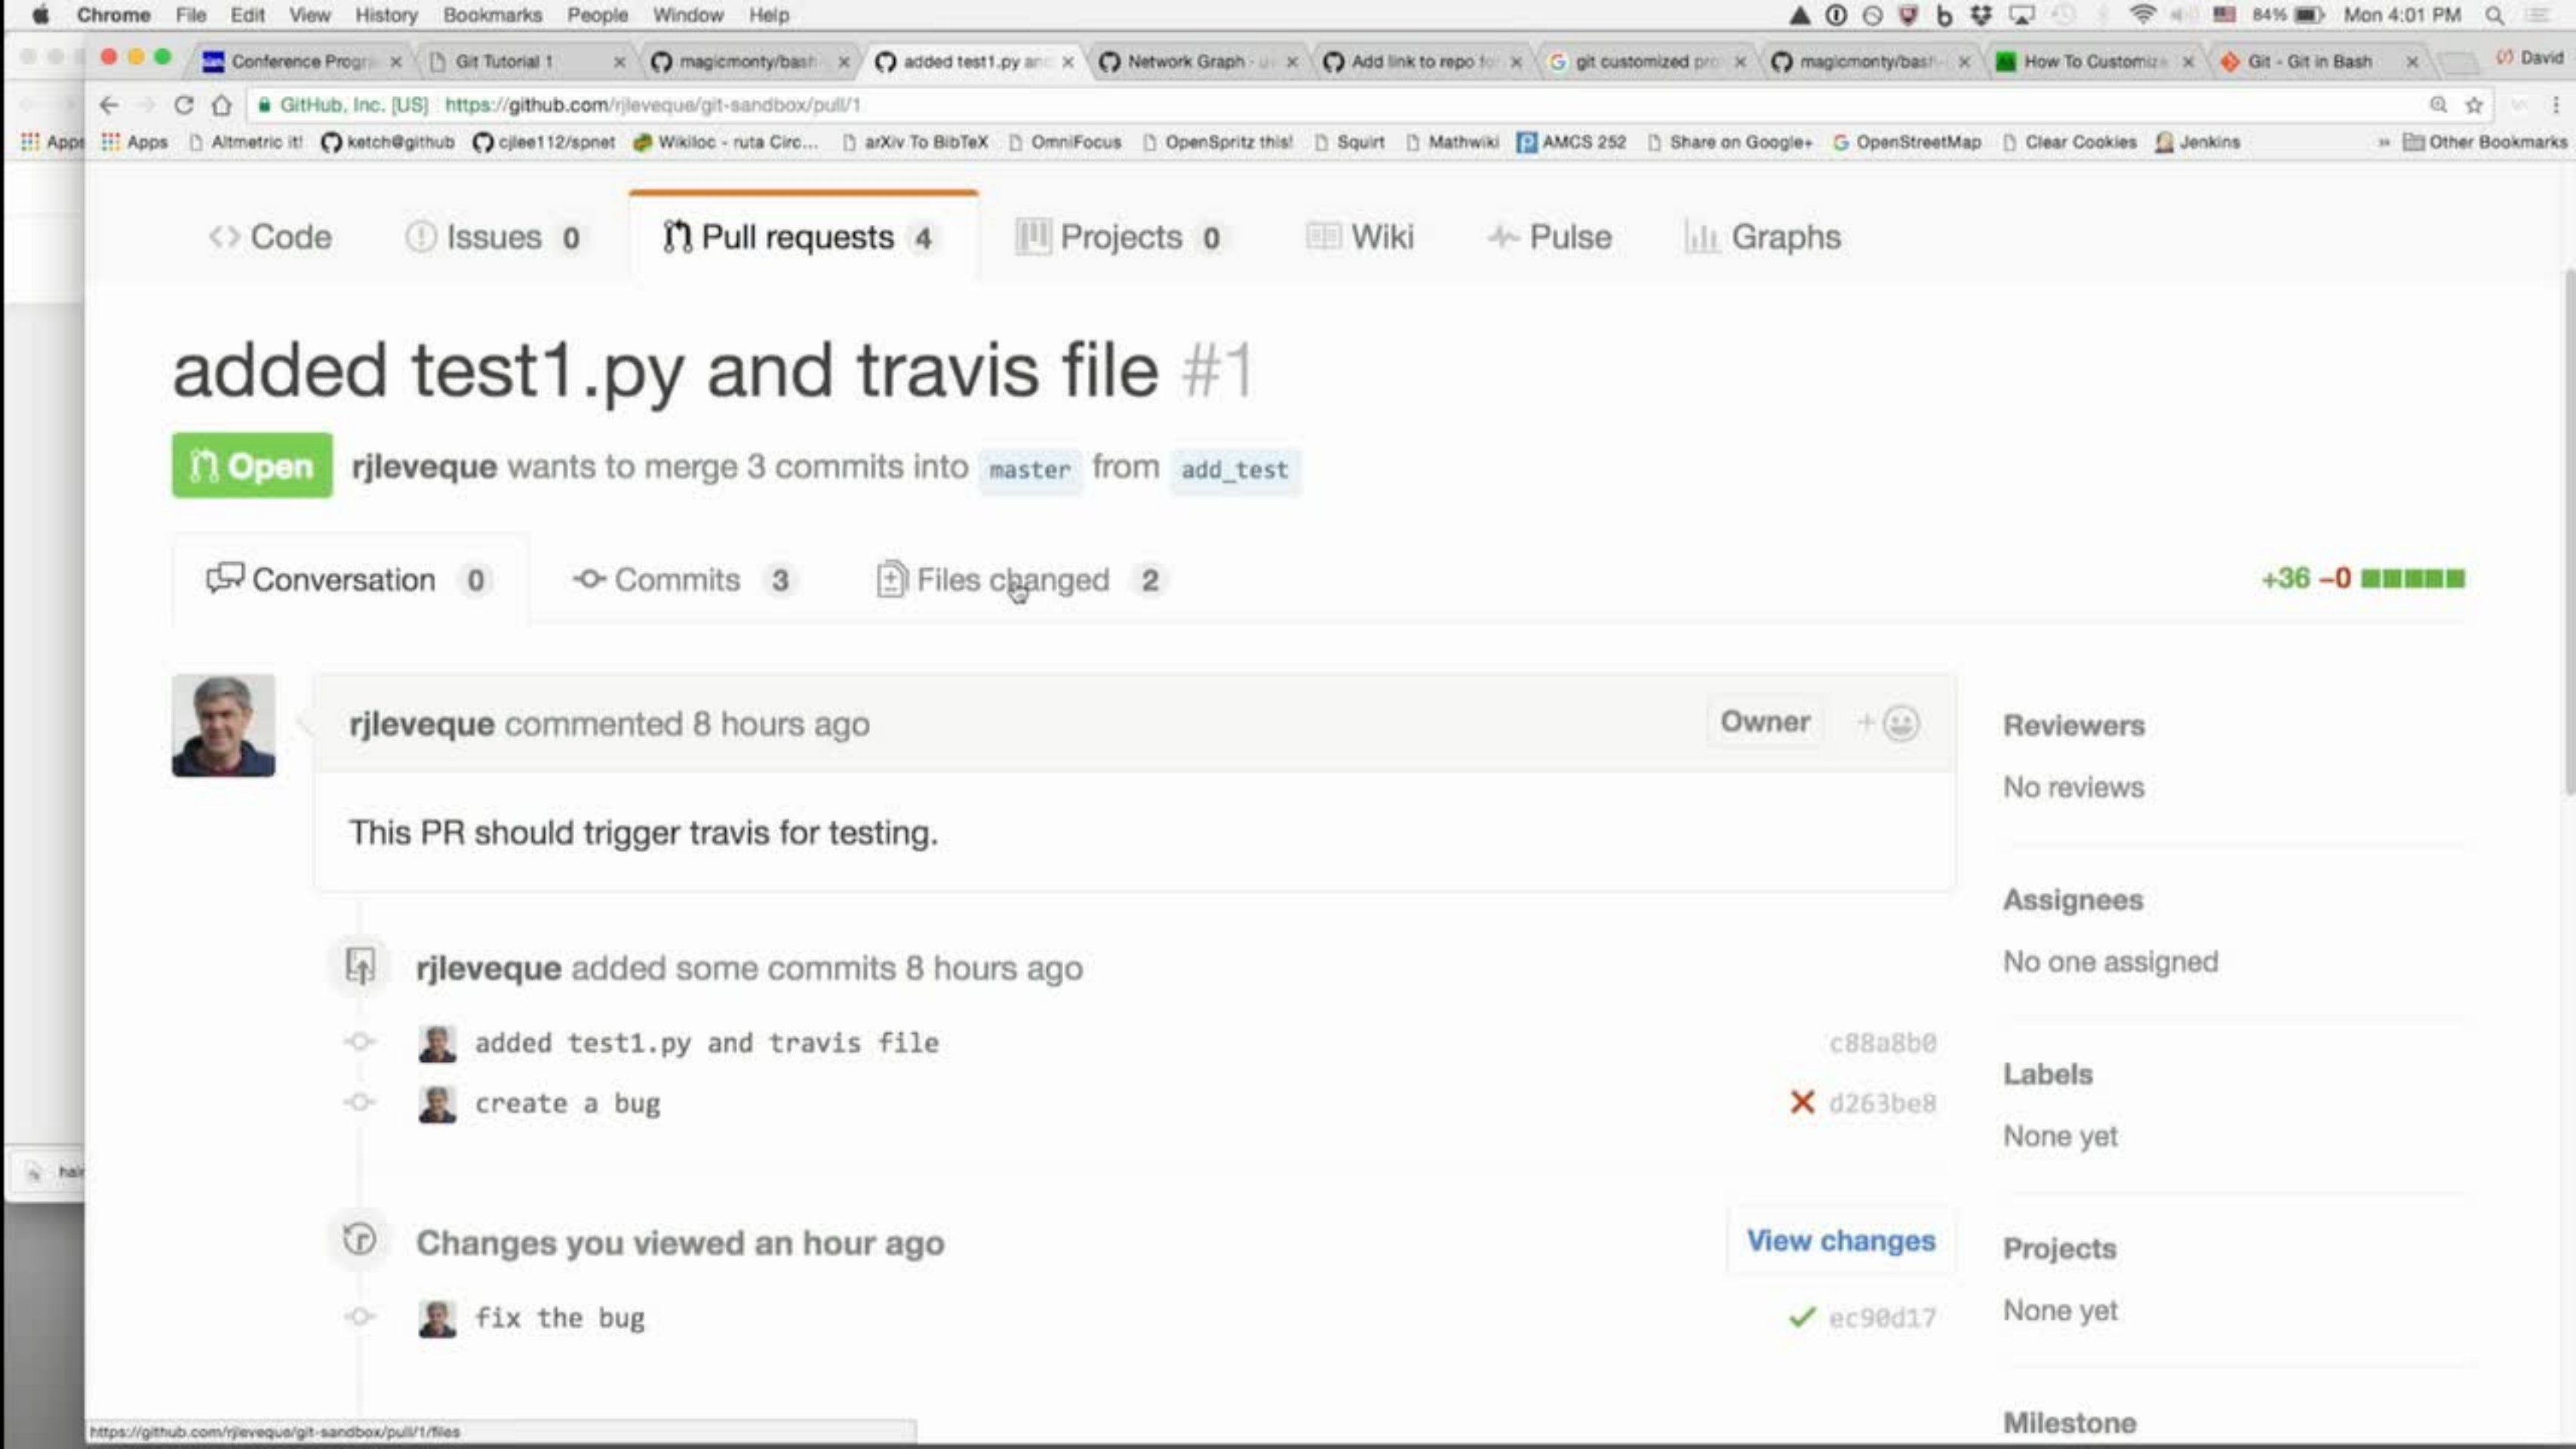 Chrome File Edit View History Bookmarks People Window Help 84% Mon 4:01 PM
Conference Progra Git Tutorial 1 magicmonty/bash added test1.py an Network Graph Add link to repo fo git customized pro magicmonty/bash How To Customiz Git - Git in Bash David
GitHub, Inc. [US] https://github.com/rjleveque/git-sandbox/pull/1
Apps Apps Altmetric it! ketch@github cjlee112/spnet Wikiloc - ruta Circ... arXiv To BibTeX OmniFocus OpenSpritz this! Squirt Mathwiki AMCS 252 Share on Google+ OpenStreetMap Clear Cookies Jenkins » Other Bookmarks
Code Issues 0 Pull requests 4 Projects 0 Wiki Pulse Graphs
added test1.py and travis file #1
Open rjleveque wants to merge 3 commits into master from add_test
Conversation 0 Commits 3 Files changed 2 +36 −0
rjleveque commented 8 hours ago Owner +
Reviewers
No reviews
This PR should trigger travis for testing.
Assignees
No one assigned
rjleveque added some commits 8 hours ago
added test1.py and travis file c88a8b0
Labels
create a bug d263be8
None yet
Changes you viewed an hour ago View changes
Projects
None yet
fix the bug ec90d17
Milestone
https://github.com/rjleveque/git-sandbox/pull/1/files